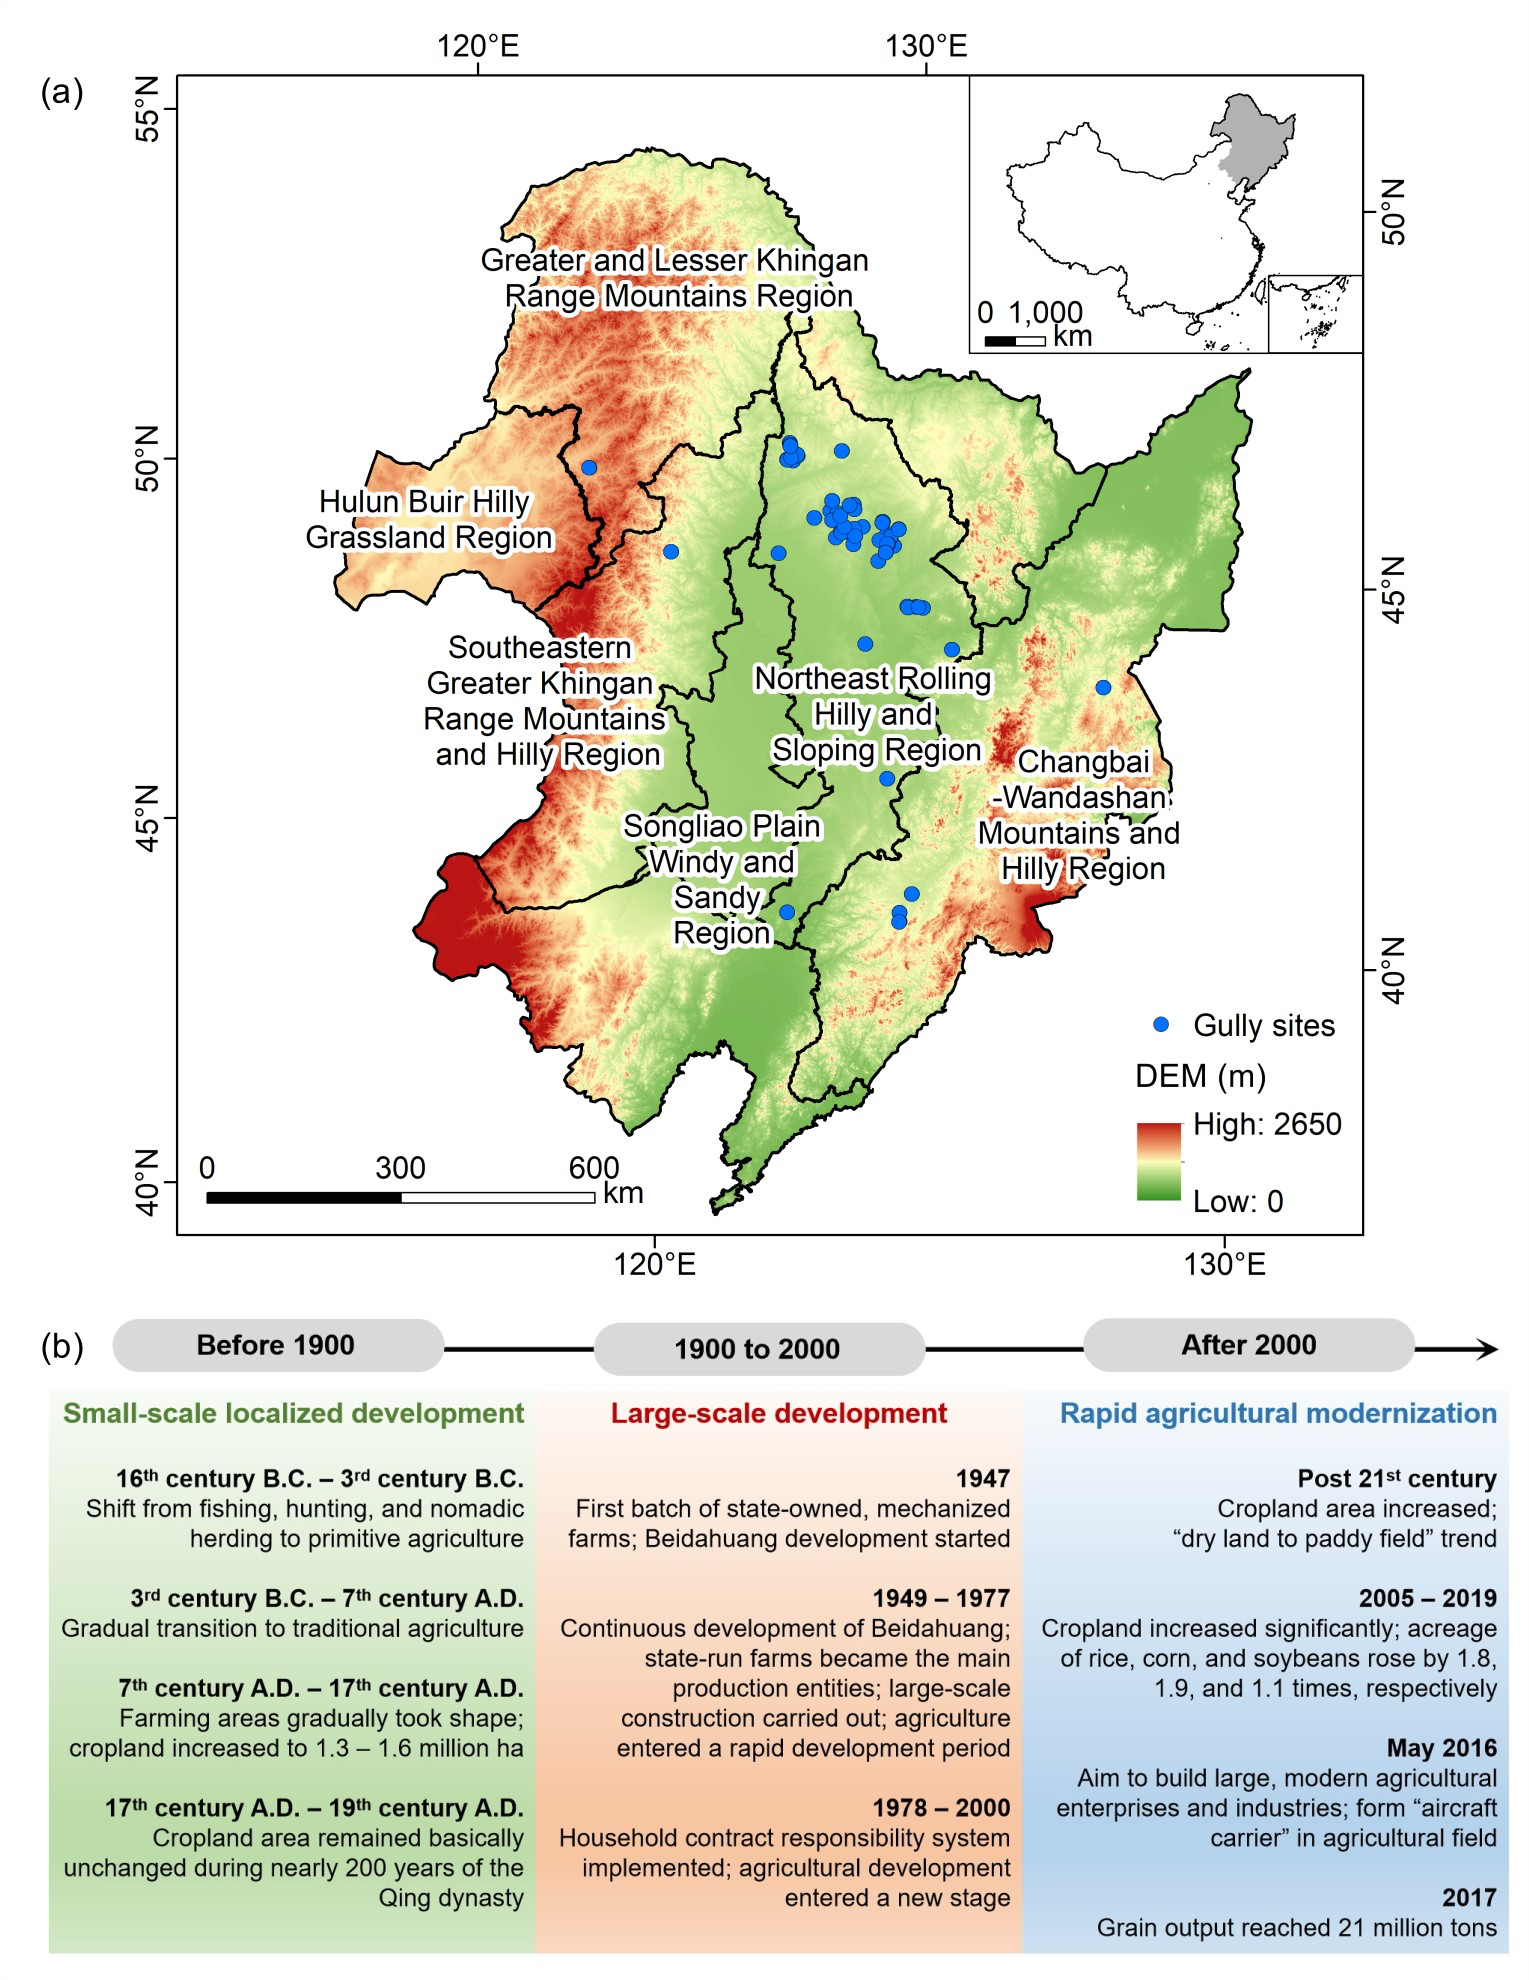 (a)
120°E
130°E
55°N
50°N
45°N
40°N
50°N
45°N
40°N
0 1,000
km
Greater and Lesser Khingan
Range Mountains Region
Hulun Buir Hilly
Grassland Region
Southeastern
Greater Khingan
Range Mountains
and Hilly Region
Northeast Rolling
Hilly and
Sloping Region
Changbai
-Wandashan
Mountains and
Hilly Region
Songliao Plain
Windy and
Sandy
Region
Gully sites
DEM (m)
High: 2650
Low: 0
0 300 600
km
120°E
130°E
(b)
Before 1900
1900 to 2000
After 2000
Small-scale localized development
16th century B.C. – 3rd century B.C.
Shift from fishing, hunting, and nomadic
herding to primitive agriculture
3rd century B.C. – 7th century A.D.
Gradual transition to traditional agriculture
7th century A.D. – 17th century A.D.
Farming areas gradually took shape;
cropland increased to 1.3 – 1.6 million ha
17th century A.D. – 19th century A.D.
Cropland area remained basically
unchanged during nearly 200 years of the
Qing dynasty
Large-scale development
1947
First batch of state-owned, mechanized
farms; Beidahuang development started
1949 – 1977
Continuous development of Beidahuang;
state-run farms became the main
production entities; large-scale
construction carried out; agriculture
entered a rapid development period
1978 – 2000
Household contract responsibility system
implemented; agricultural development
entered a new stage
Rapid agricultural modernization
Post 21st century
Cropland area increased;
“dry land to paddy field” trend
2005 – 2019
Cropland increased significantly; acreage
of rice, corn, and soybeans rose by 1.8,
1.9, and 1.1 times, respectively
May 2016
Aim to build large, modern agricultural
enterprises and industries; form “aircraft
carrier” in agricultural field
2017
Grain output reached 21 million tons